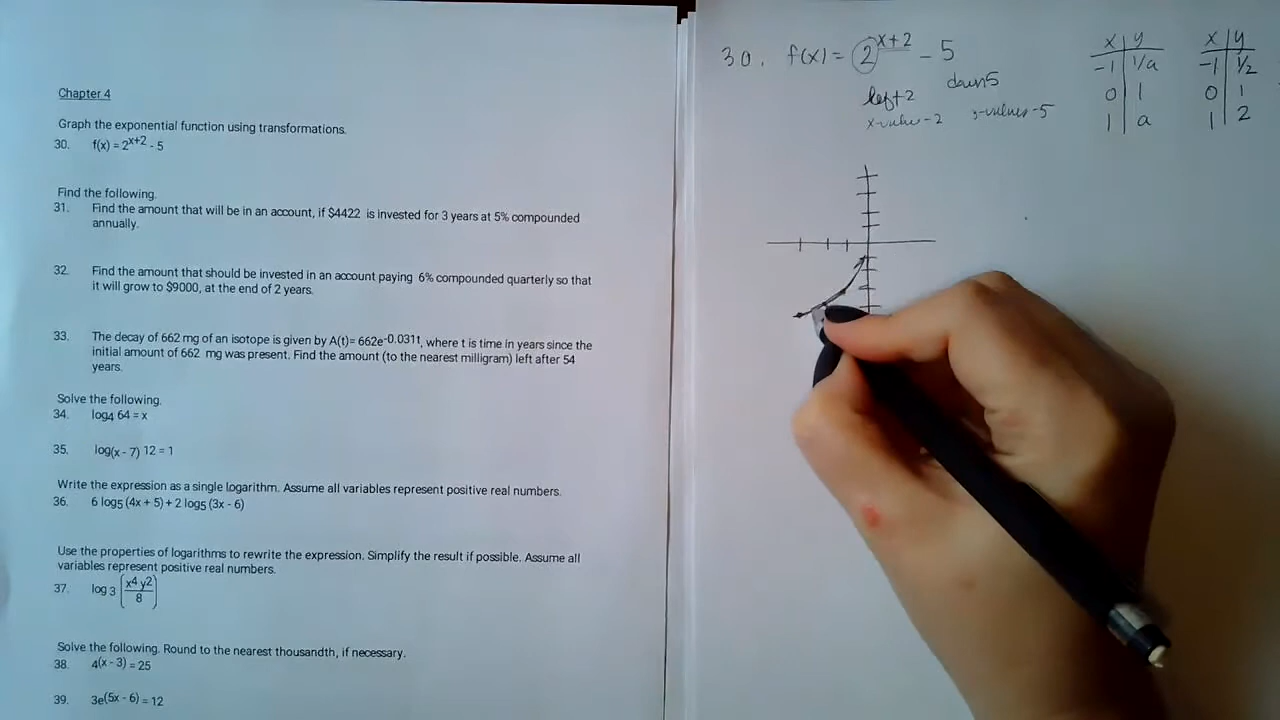 Chapter 4
Graph the exponential function using transformations.
30. f(x) = 2^x+2 - 5
Find the following.
31. Find the amount that will be in an account, if $4422 is invested for 3 years at 5% compounded
annually.
32. Find the amount that should be invested in an account paying 6% compounded quarterly so that
it will grow to $9000, at the end of 2 years.
33. The decay of 662 mg of an isotope is given by A(t)= 662e^-0.031t, where t is time in years since the
initial amount of 662 mg was present. Find the amount (to the nearest milligram) left after 54
years.
Solve the following.
34. log4 64 = x
35. log(x - 7) 12 = 1
Write the expression as a single logarithm. Assume all variables represent positive real numbers.
36. 6 log5 (4x + 5) + 2 log5 (3x - 6)
Use the properties of logarithms to rewrite the expression. Simplify the result if possible. Assume all
variables represent positive real numbers.
37. log 3 (x^4 y^2 / 8)
Solve the following. Round to the nearest thousandth, if necessary.
38. 4^(x - 3) = 25
39. 3e^(5x - 6) = 12
30. f(x) = 2^x+2 - 5
left 2 down 5
x-values -2 y-values -5
x y
-1 1/a
0 1
1 a
x y
-1 1/2
0 1
1 2